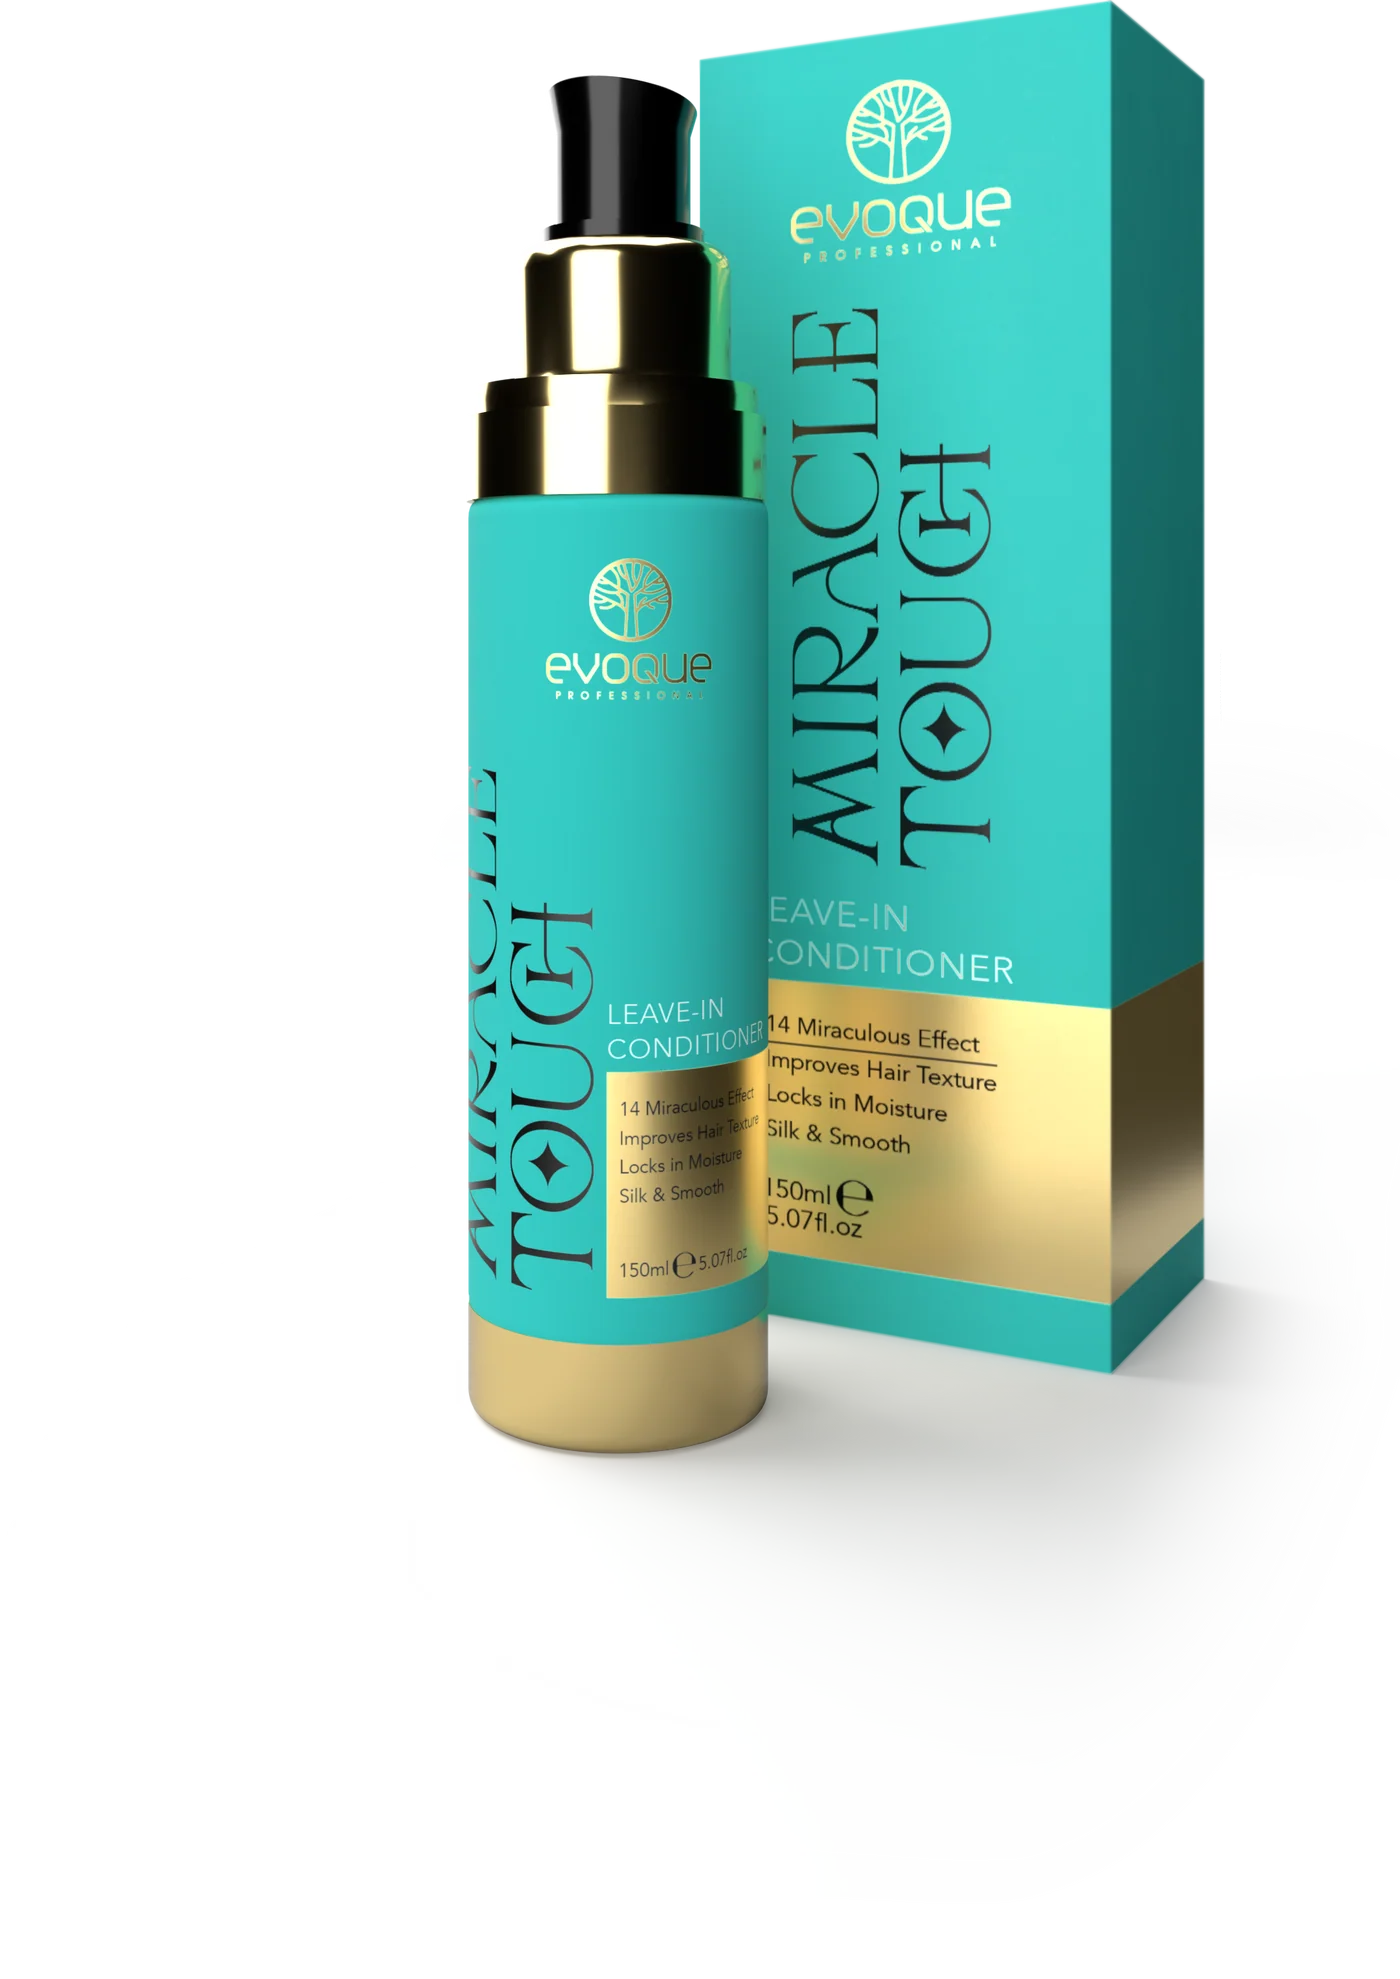 evoque
PROFESSIONAL
MIRACLE
TOUCH
LEAVE-IN
CONDITIONER
14 Miraculous Effect
Improves Hair Texture
Locks in Moisture
Silk & Smooth
150ml e 5.07fl.oz
evoque
PROFESSIONAL
MIRACLE
TOUGH
EAVE-IN
CONDITIONER
14 Miraculous Effect
Improves Hair Texture
Locks in Moisture
Silk & Smooth
150ml e
5.07fl.oz